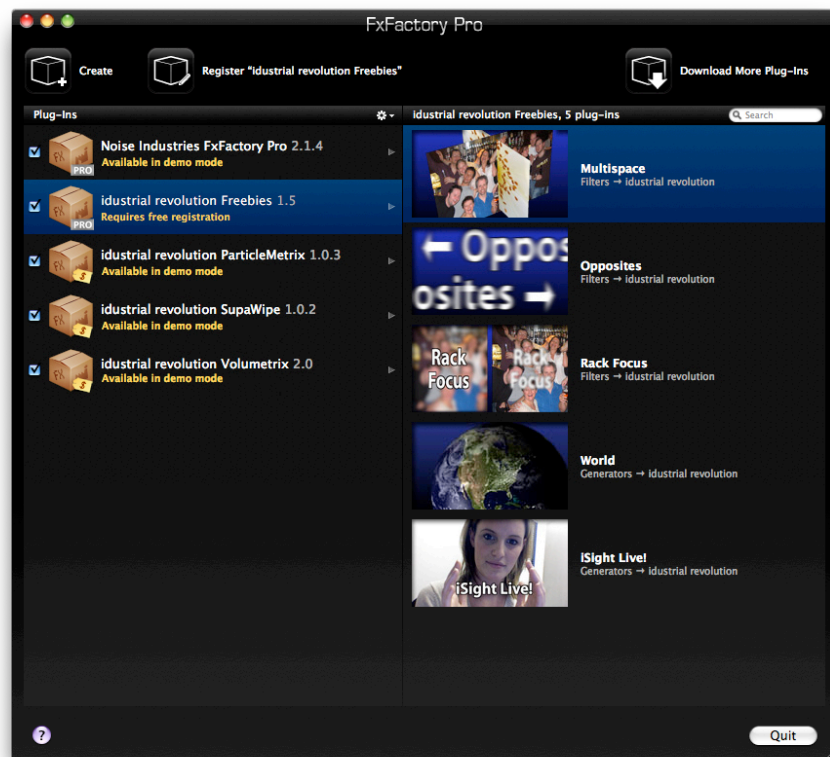 FxFactory Pro
Create
Register “idustrial revolution Freebies”
Download More Plug-Ins
Plug-Ins
idustrial revolution Freebies, 5 plug-ins
Search
Noise Industries FxFactory Pro 2.1.4
Available in demo mode
FX
PRO
idustrial revolution Freebies 1.5
Requires free registration
FX
PRO
idustrial revolution ParticleMetrix 1.0.3
Available in demo mode
FX
$
idustrial revolution SupaWipe 1.0.2
Available in demo mode
FX
$
idustrial revolution Volumetrix 2.0
Available in demo mode
FX
$
Multispace
Filters → idustrial revolution
← Oppos
osites →
Opposites
Filters → idustrial revolution
Rack
Focus
Rack
Focus
Rack Focus
Filters → idustrial revolution
World
Generators → idustrial revolution
iSight Live!
iSight Live!
Generators → idustrial revolution
?
Quit